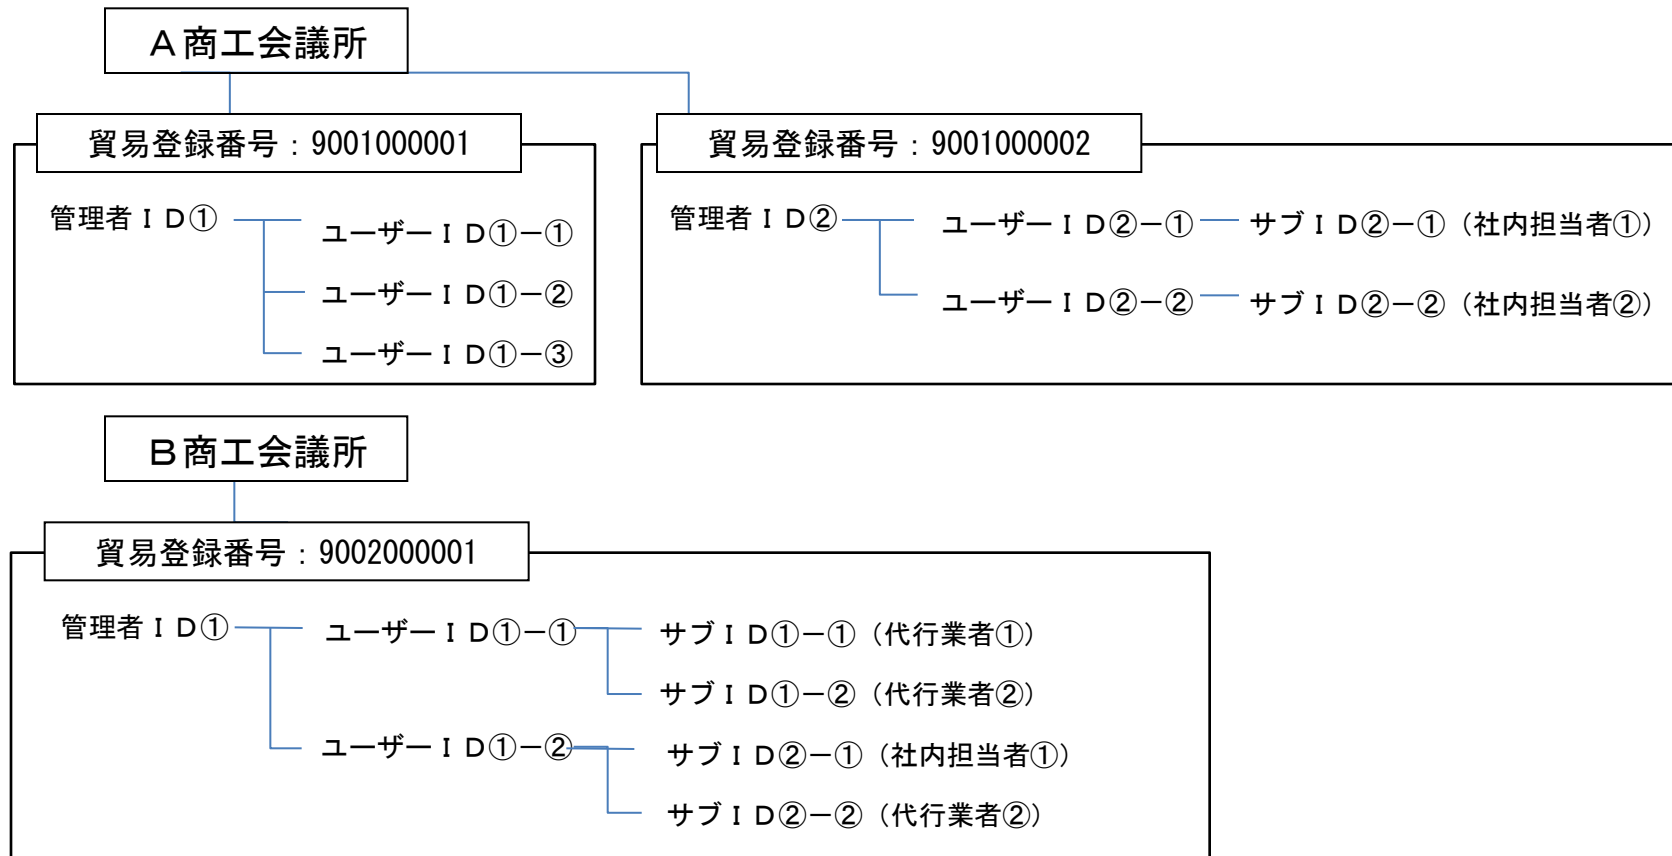 A商工会議所
貿易登録番号：9001000001
管理者ＩＤ①
ユーザーＩＤ①－①
ユーザーＩＤ①－②
ユーザーＩＤ①－③
貿易登録番号：9001000002
管理者ＩＤ②
ユーザーＩＤ②－① サブＩＤ②－①（社内担当者①）
ユーザーＩＤ②－② サブＩＤ②－②（社内担当者②）
B商工会議所
貿易登録番号：9002000001
管理者ＩＤ① ユーザーＩＤ①－① サブＩＤ①－①（代行業者①）
サブＩＤ①－②（代行業者②）
ユーザーＩＤ①－② サブＩＤ②－①（社内担当者①）
サブＩＤ②－②（代行業者②）